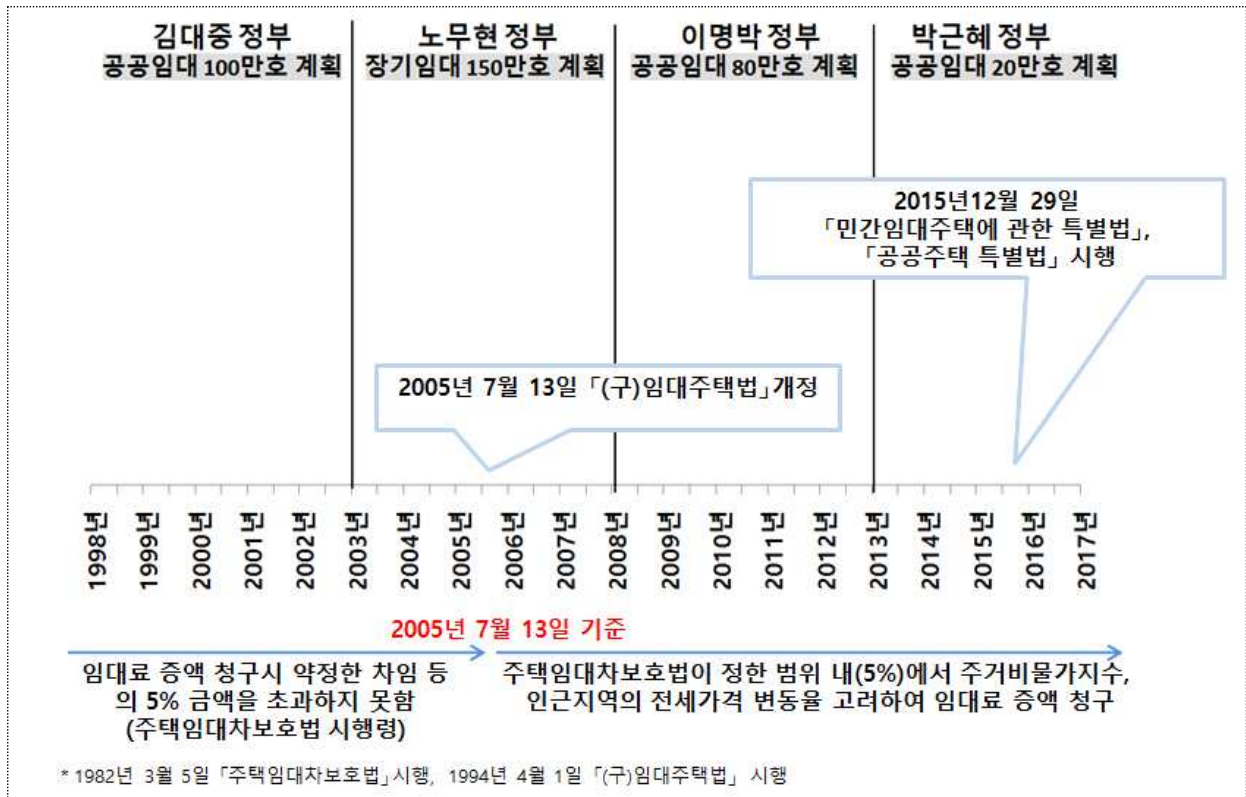 김대중 정부
공공임대 100만호 계획
노무현 정부
장기임대 150만호 계획
이명박 정부
공공임대 80만호 계획
박근혜 정부
공공임대 20만호 계획
2015년12월 29일
「민간임대주택에 관한 특별법」,
「공공주택 특별법」 시행
2005년 7월 13일 「(구)임대주택법」개정
1998년
1999년
2000년
2001년
2002년
2003년
2004년
2005년
2006년
2007년
2008년
2009년
2010년
2011년
2012년
2013년
2014년
2015년
2016년
2017년
2005년 7월 13일 기준
임대료 증액 청구시 약정한 차임 등
의 5% 금액을 초과하지 못함
(주택임대차보호법 시행령)
주택임대차보호법이 정한 범위 내(5%)에서 주거비물가지수,
인근지역의 전세가격 변동율 고려하여 임대료 증액 청구
* 1982년 3월 5일 「주택임대차보호법」시행, 1994년 4월 1일 「(구)임대주택법」 시행